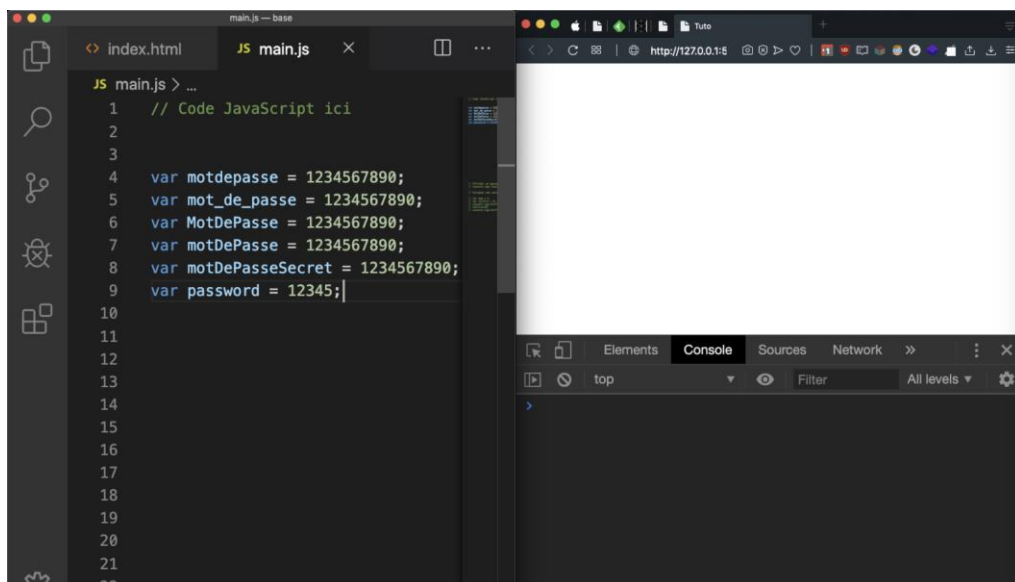 main.js — base
index.html
JS main.js
JS main.js > ...
1 // Code JavaScript ici
2
3
4 var motdepasse = 1234567890;
5 var mot_de_passe = 1234567890;
6 var MotDePasse = 1234567890;
7 var motDePasse = 1234567890;
8 var motDePasseSecret = 1234567890;
9 var password = 12345;
10
11
12
13
14
15
16
17
18
19
20
21
Tuto
http://127.0.0.1:5
Elements Console Sources Network »
top Filter All levels